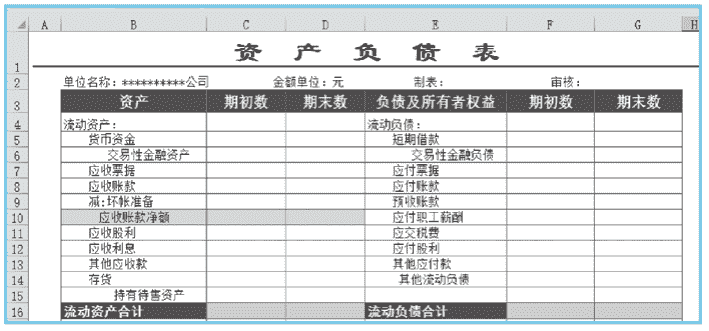 A B C D E F G H
1 资产负债表
2 单位名称：**********公司 金额单位：元 制表： 审核：
3 资产 期初数 期末数 负债及所有者权益 期初数 期末数
4 流动资产： 流动负债：
5 货币资金 短期借款
6 交易性金融资产 交易性金融负债
7 应收票据 应付票据
8 应收账款 应付账款
9 减:坏帐准备 预收账款
10 应收账款净额 应付职工薪酬
11 应收股利 应交税费
12 应收利息 应付股利
13 其他应收款 其他应付款
14 存货 其他流动负债
15 持有待售资产
16 流动资产合计 流动负债合计